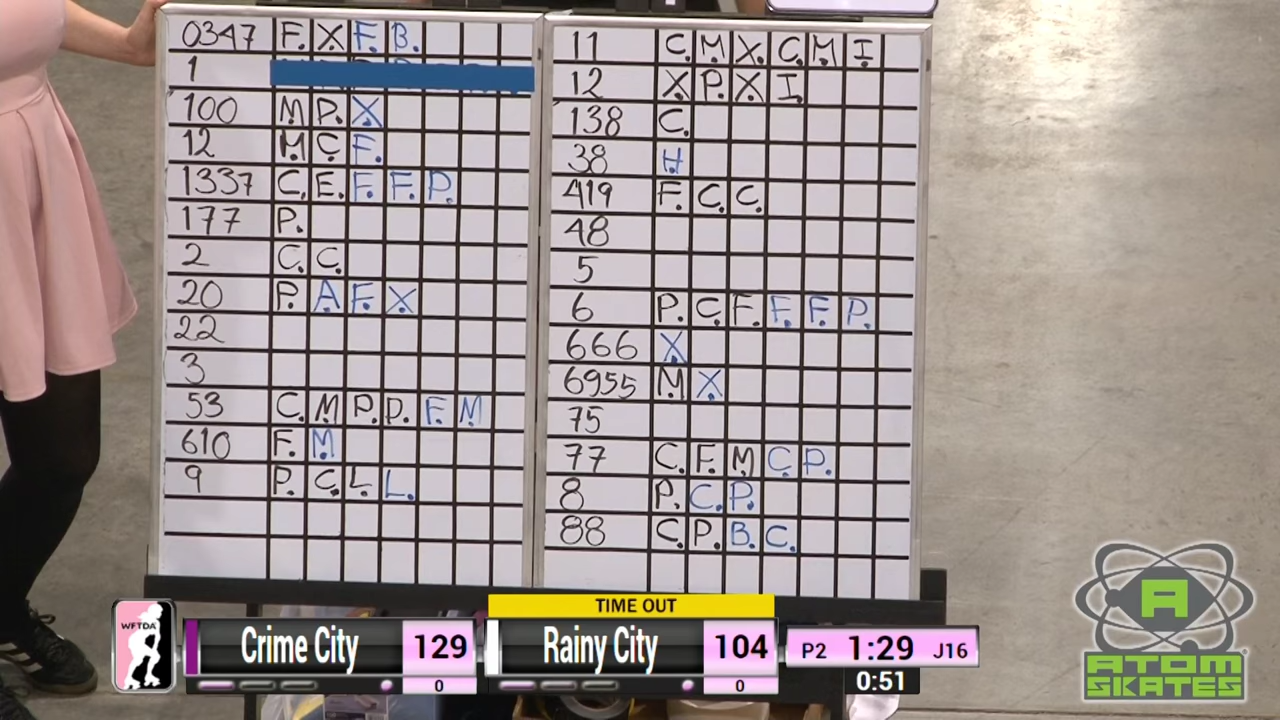 0347 F. X F. B.
1
100 M P. X
12 M C F.
1337 C. E. F. F. P.
177 P.
2 C. C.
20 P. A F. X
22
3
53 C. M P. P. F. M
610 F. M
9 P. C. L. L.
11 C. M X. C. M I
12 X P. X I.
138 C.
38 H
419 F. C. C.
48
5
6 P. C. F. F. F. P.
666 X
6955 M X
75
77 C. F. M C. P.
8 P. C. P.
88 C. P. B. C.
TIME OUT
WFTDA
Crime City 129
0
Rainy City 104
0
P2 1:29 J16
0:51
A
ATOM
SKATES